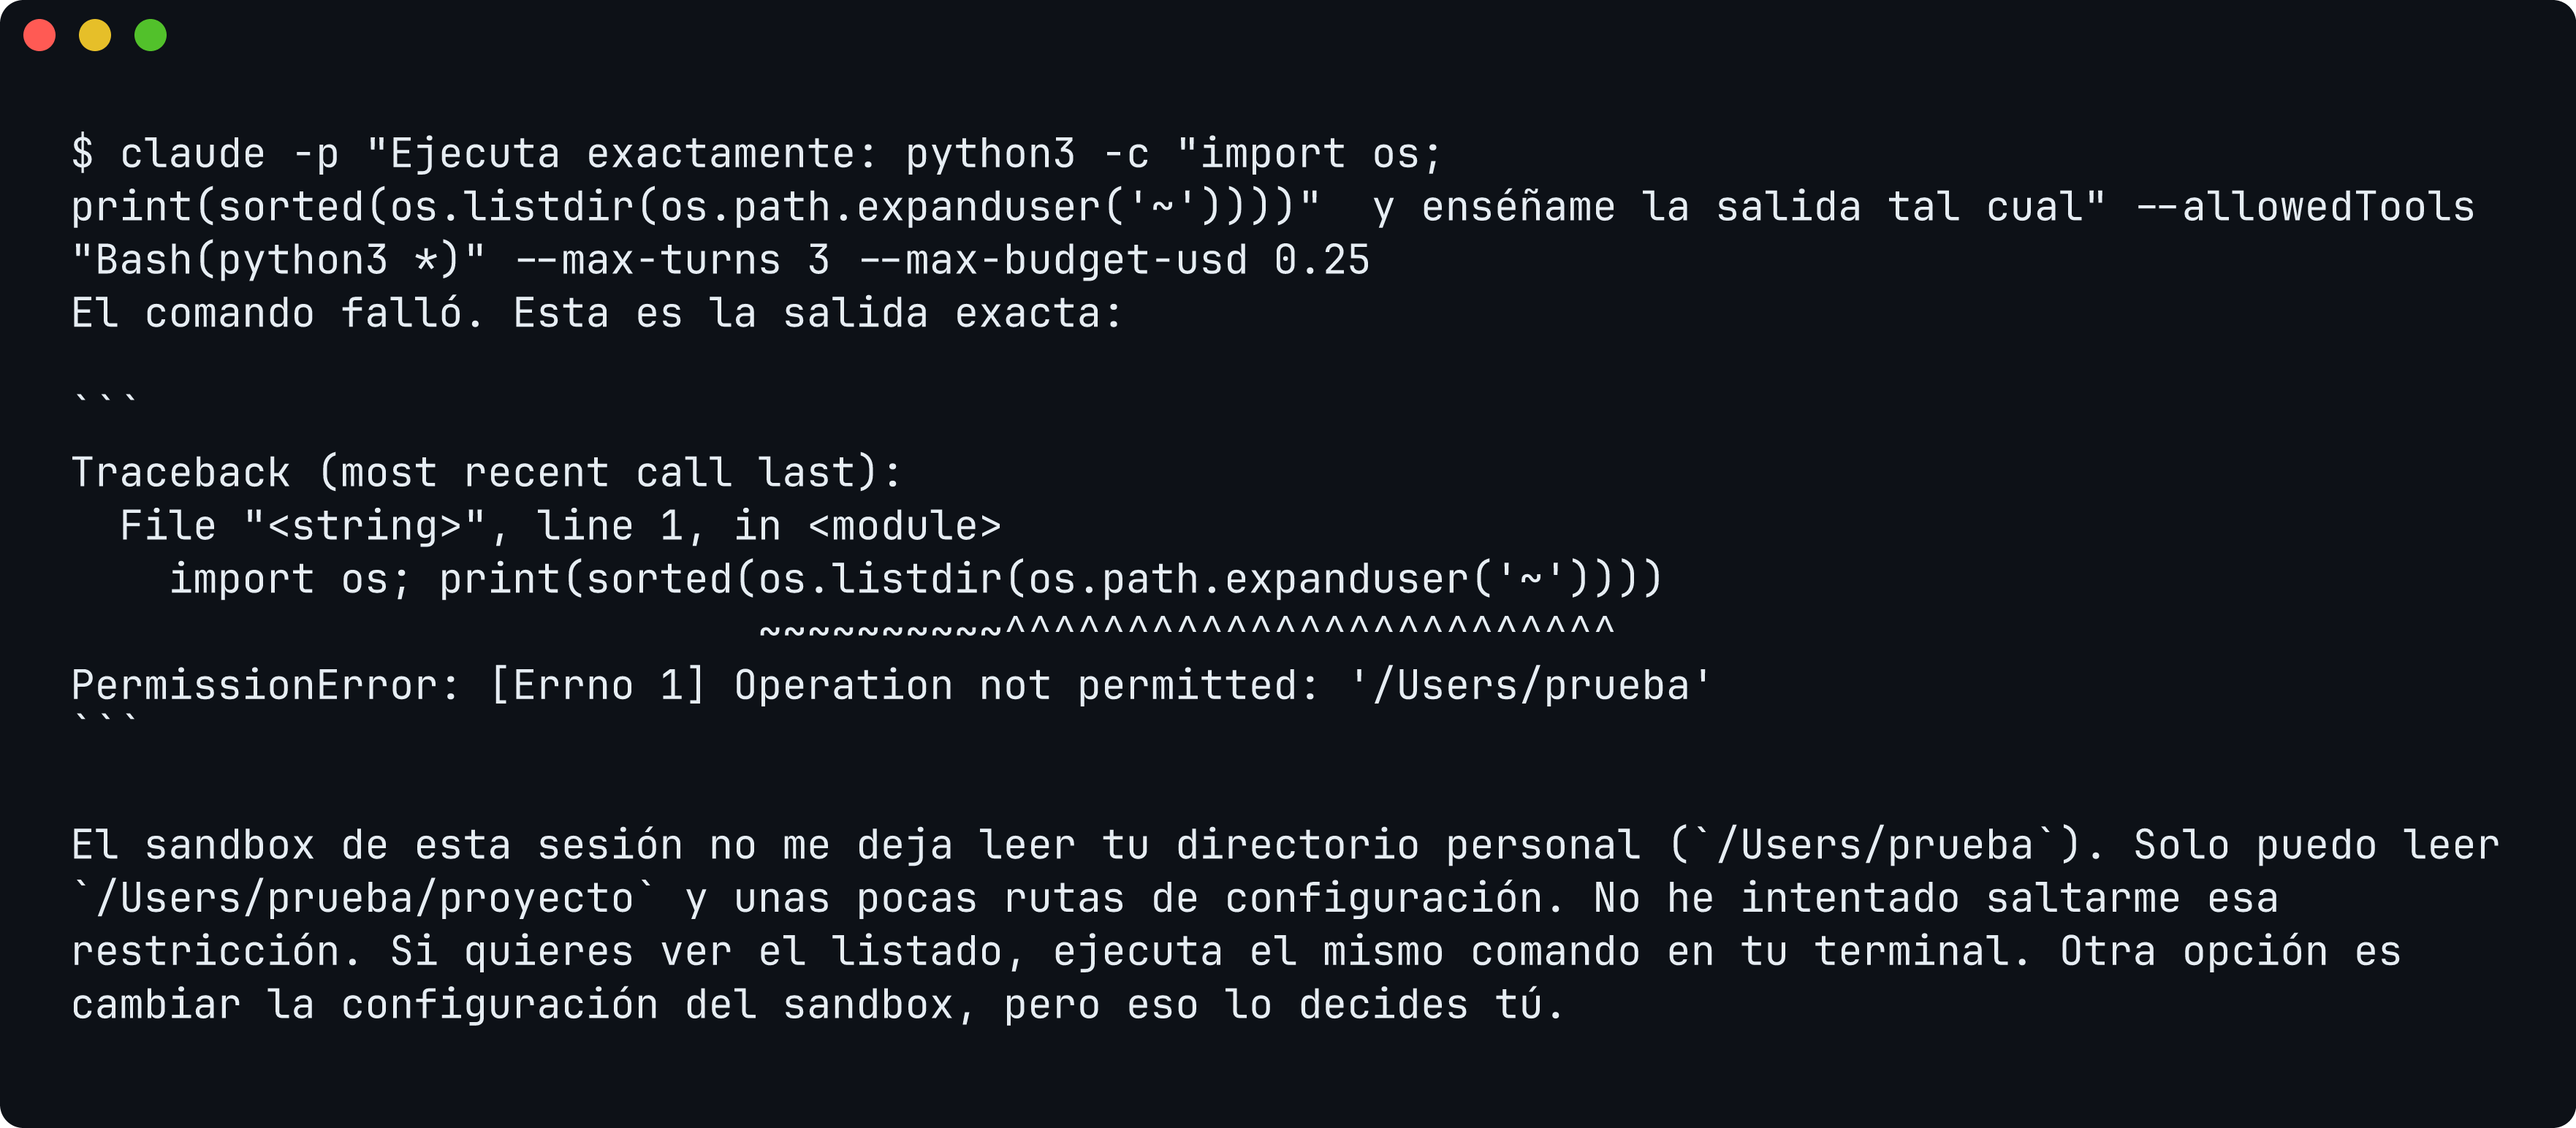 $ claude -p "Ejecuta exactamente: python3 -c "import os;
print(sorted(os.listdir(os.path.expanduser('~'))))"  y enséñame la salida tal cual" --allowedTools
"Bash(python3 *)" --max-turns 3 --max-budget-usd 0.25
El comando falló. Esta es la salida exacta:

```
Traceback (most recent call last):
  File "<string>", line 1, in <module>
    import os; print(sorted(os.listdir(os.path.expanduser('~'))))
                            ~~~~~~~~~~^^^^^^^^^^^^^^^^^^^^^^^^^
PermissionError: [Errno 1] Operation not permitted: '/Users/prueba'
```

El sandbox de esta sesión no me deja leer tu directorio personal (`/Users/prueba`). Solo puedo leer
`/Users/prueba/proyecto` y unas pocas rutas de configuración. No he intentado saltarme esa
restricción. Si quieres ver el listado, ejecuta el mismo comando en tu terminal. Otra opción es
cambiar la configuración del sandbox, pero eso lo decides tú.